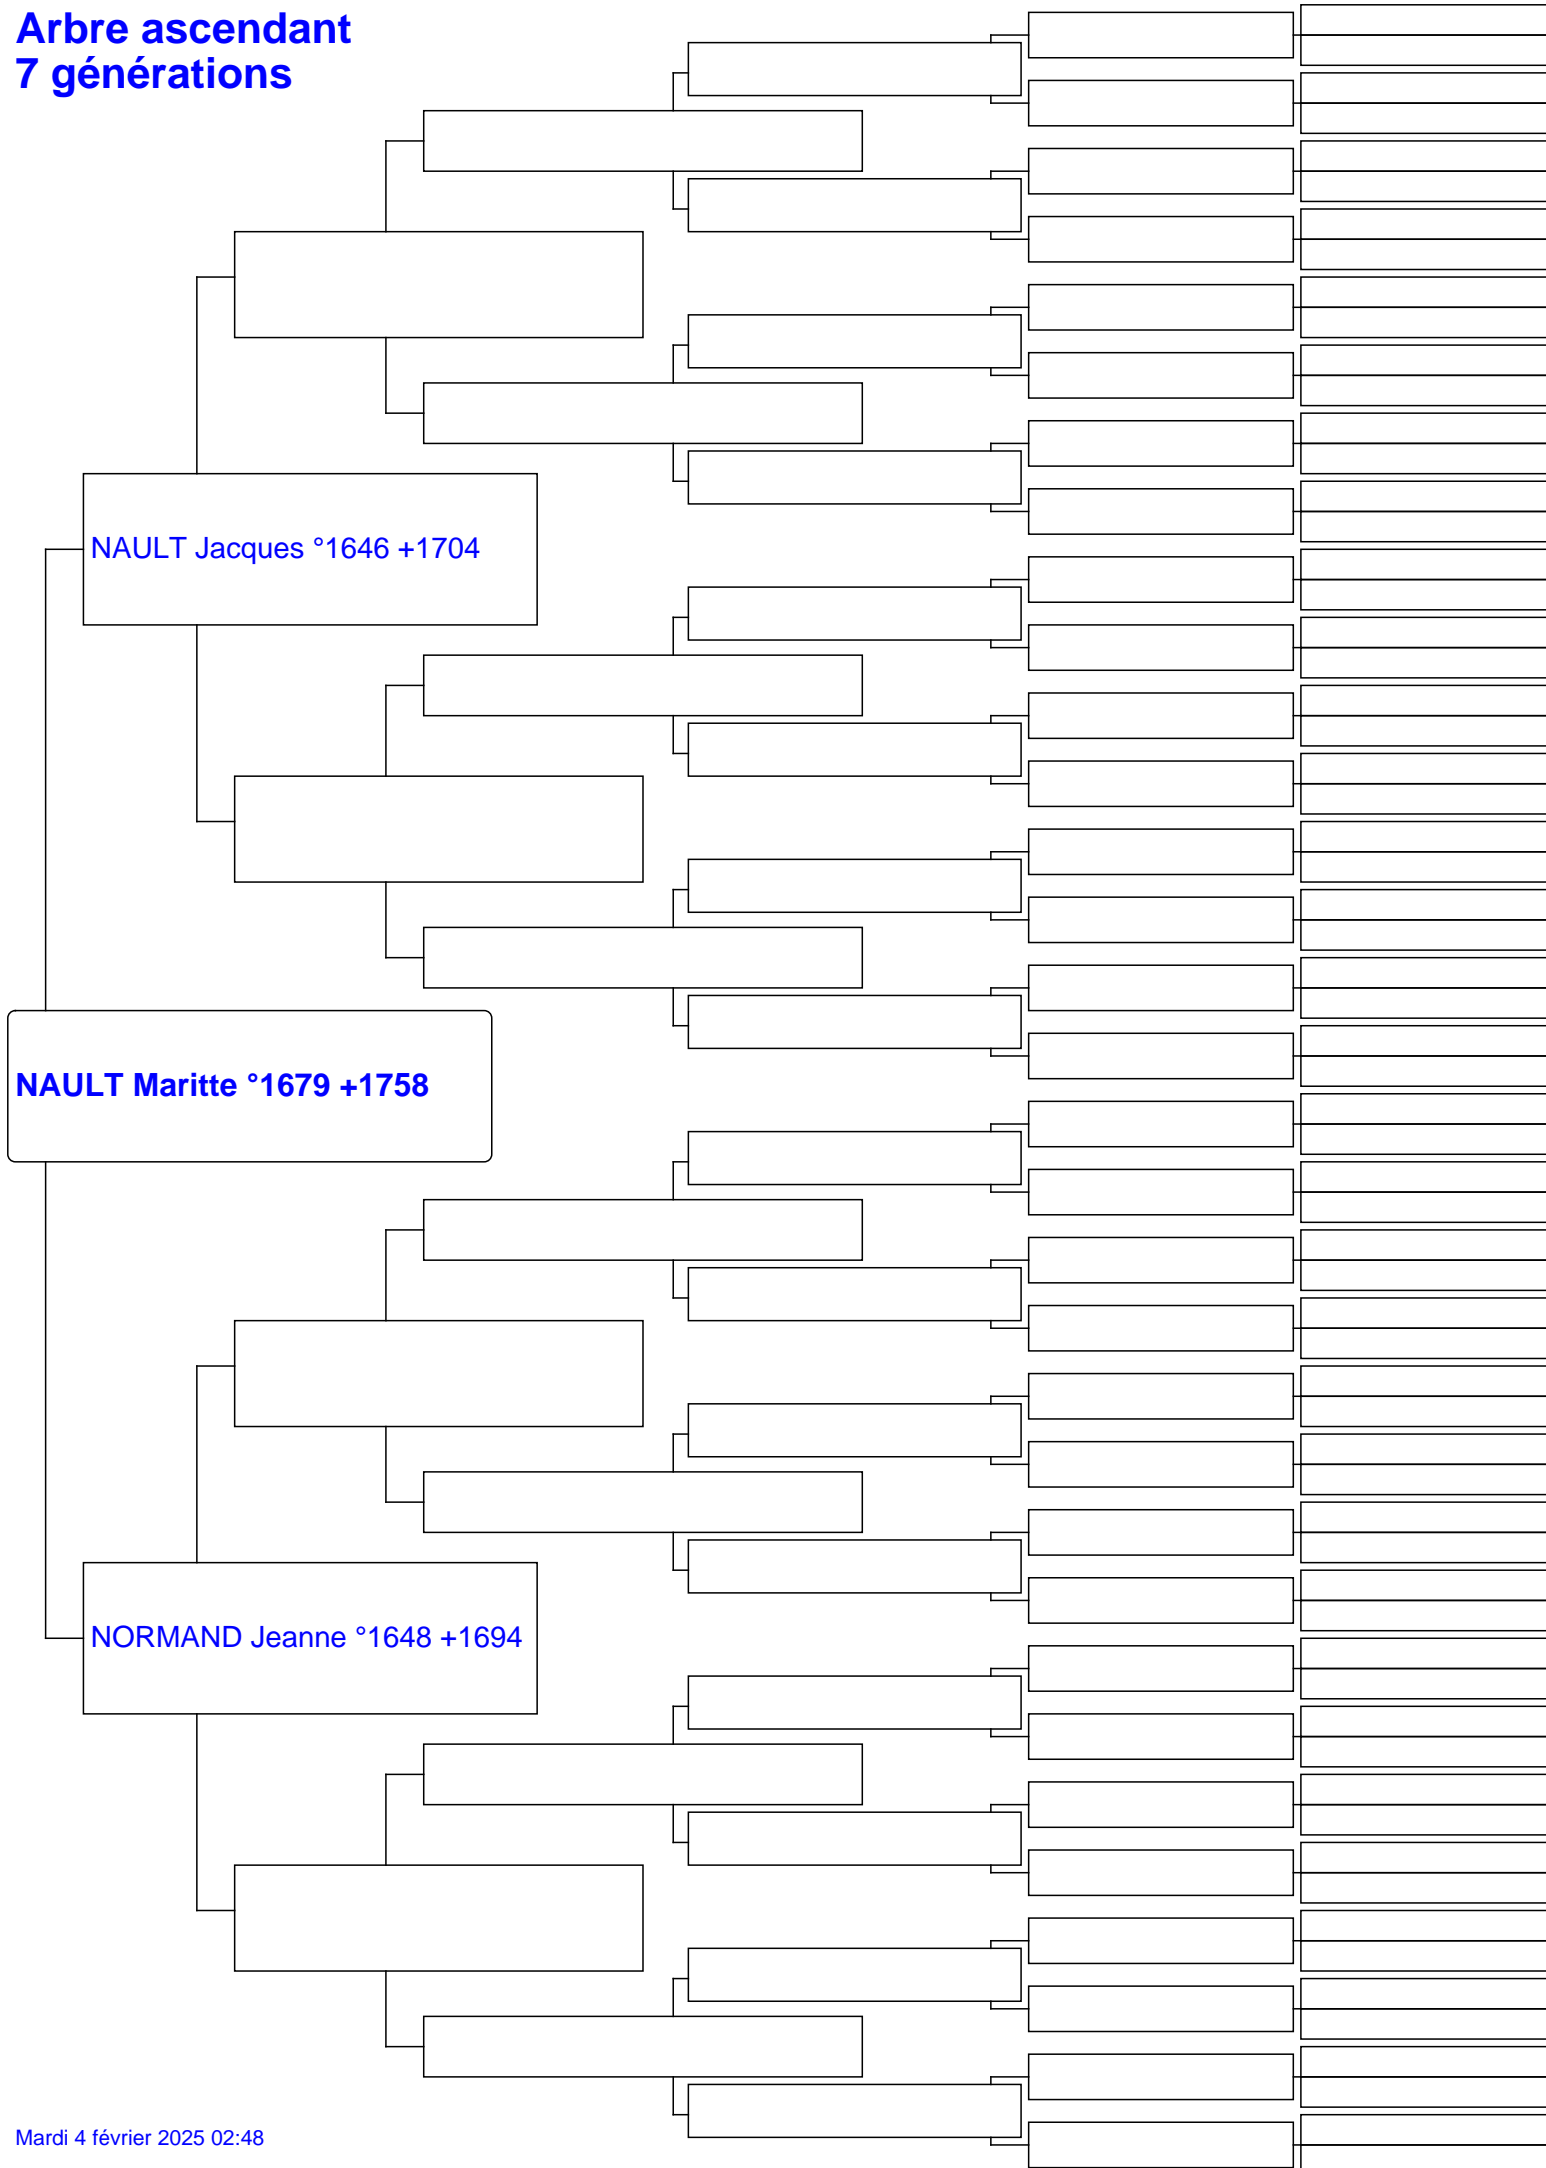 Arbre ascendant
7 générations
NAULT Jacques °1646 +1704
NAULT Maritte °1679 +1758
NORMAND Jeanne °1648 +1694
Mardi 4 février 2025 02:48